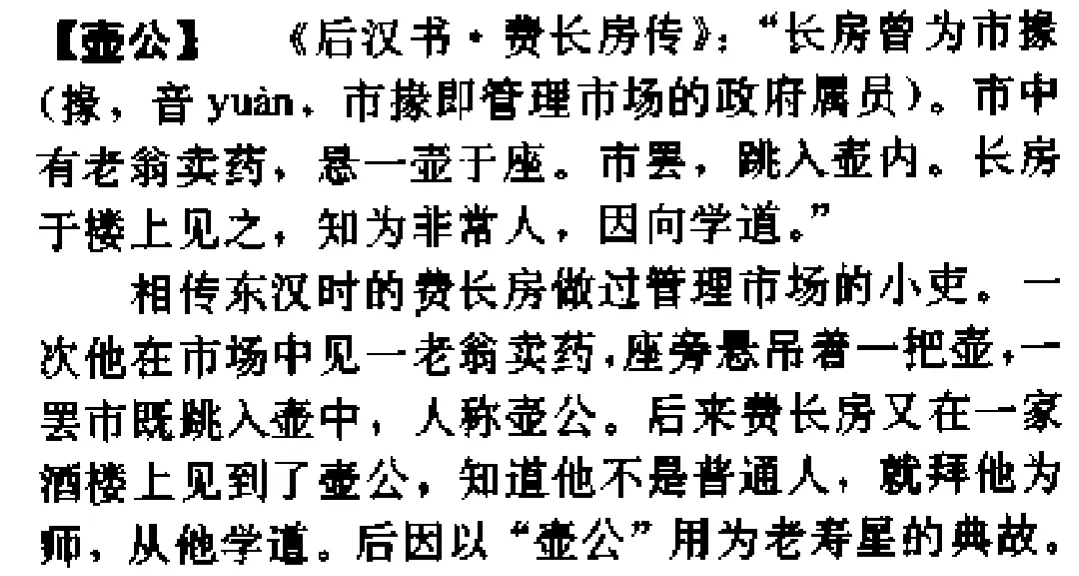 【壶公】 《后汉书·费长房传》：“长房曾为市掾
（掾，音yuàn，市掾即管理市场的政府属员）。市中
有老翁卖药，悬一壶于座。市罢，跳入壶内。长房
于楼上见之，知为非常人，因向学道。”
相传东汉时的费长房做过管理市场的小吏。一
次他在市场中见一老翁卖药，座旁悬吊着一把壶，一
罢市既跳入壶中，人称壶公。后来费长房又在一家
酒楼上见到了壶公，知道他不是普通人，就拜他为
师，从他学道。后因以“壶公”用为老寿星的典故。